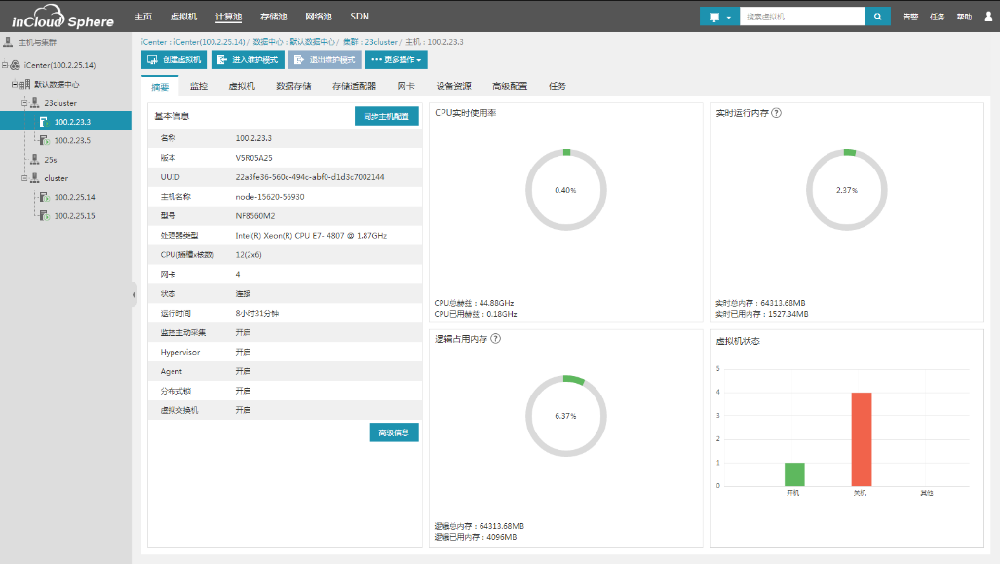 inCloud Sphere
主页 虚拟机 计算池 存储池 网络池 SDN
搜索虚拟机
告警 任务 帮助
主机与集群
iCenter(100.2.25.14)
默认数据中心
23cluster
100.2.23.3
100.2.23.5
25s
cluster
100.2.25.14
100.2.25.15
iCenter : iCenter(100.2.25.14) / 数据中心 : 默认数据中心 / 集群 : 23cluster / 主机 : 100.2.23.3
创建虚拟机 进入维护模式 退出维护模式 ••• 更多操作
摘要 监控 虚拟机 数据存储 存储适配器 网卡 设备资源 高级配置 任务
基本信息 同步主机配置
名称 100.2.23.3
版本 V5R05A25
UUID 22a3fe36-560c-494c-abf0-d1d3c7002144
主机名称 node-15620-56930
型号 NF8560M2
处理器类型 Intel(R) Xeon(R) CPU E7- 4807 @ 1.87GHz
CPU(插槽x核数) 12(2x6)
网卡 4
状态 连接
运行时间 8小时31分钟
监控主动采集 开启
Hypervisor 开启
Agent 开启
分布式锁 开启
虚拟交换机 开启
高级信息
CPU实时使用率
0.40%
CPU总赫兹 : 44.88GHz
CPU已用赫兹 : 0.18GHz
实时运行内存 ?
2.37%
实时总内存 : 64313.68MB
实时已用内存 : 1527.34MB
逻辑占用内存 ?
6.37%
逻辑总内存 : 64313.68MB
逻辑已用内存 : 4096MB
虚拟机状态
5
4
3
2
1
0
开机 关机 其他